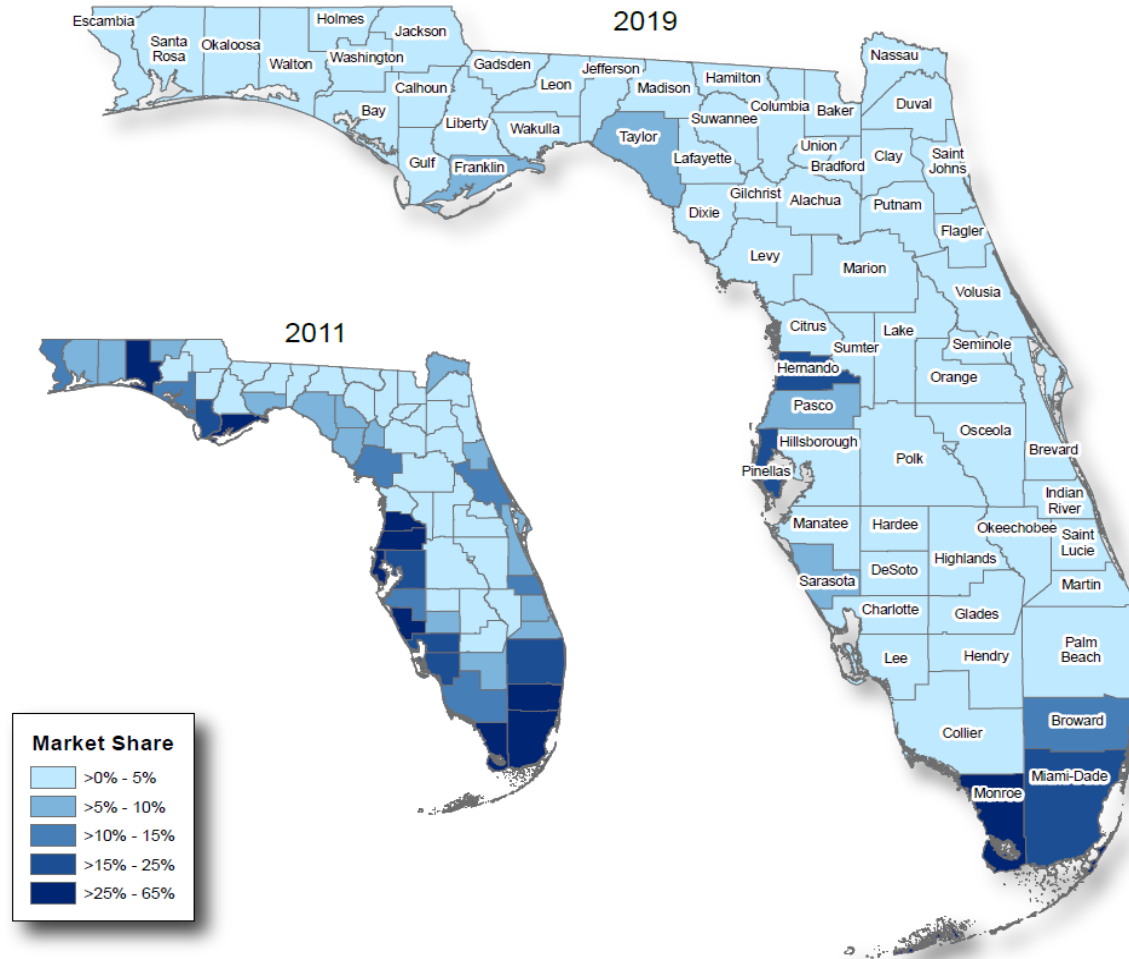 2019
Escambia
Santa
Rosa
Okaloosa
Walton
Holmes
Washington
Jackson
Bay
Calhoun
Gulf
Gadsden
Liberty
Franklin
Leon
Wakulla
Jefferson
Madison
Taylor
Hamilton
Suwannee
Lafayette
Dixie
Columbia
Gilchrist
Levy
Baker
Union
Bradford
Alachua
Nassau
Duval
Clay
Saint
Johns
Putnam
Flagler
Marion
Volusia
Citrus
Sumter
Lake
Seminole
Hernando
Orange
Pasco
Hillsborough
Pinellas
Polk
Osceola
Brevard
Indian
River
Manatee
Hardee
Okeechobee
Saint
Lucie
Highlands
Sarasota
DeSoto
Martin
Charlotte
Glades
Lee
Hendry
Palm
Beach
Collier
Broward
Miami-Dade
Monroe
2011
Market Share
>0% - 5%
>5% - 10%
>10% - 15%
>15% - 25%
>25% - 65%